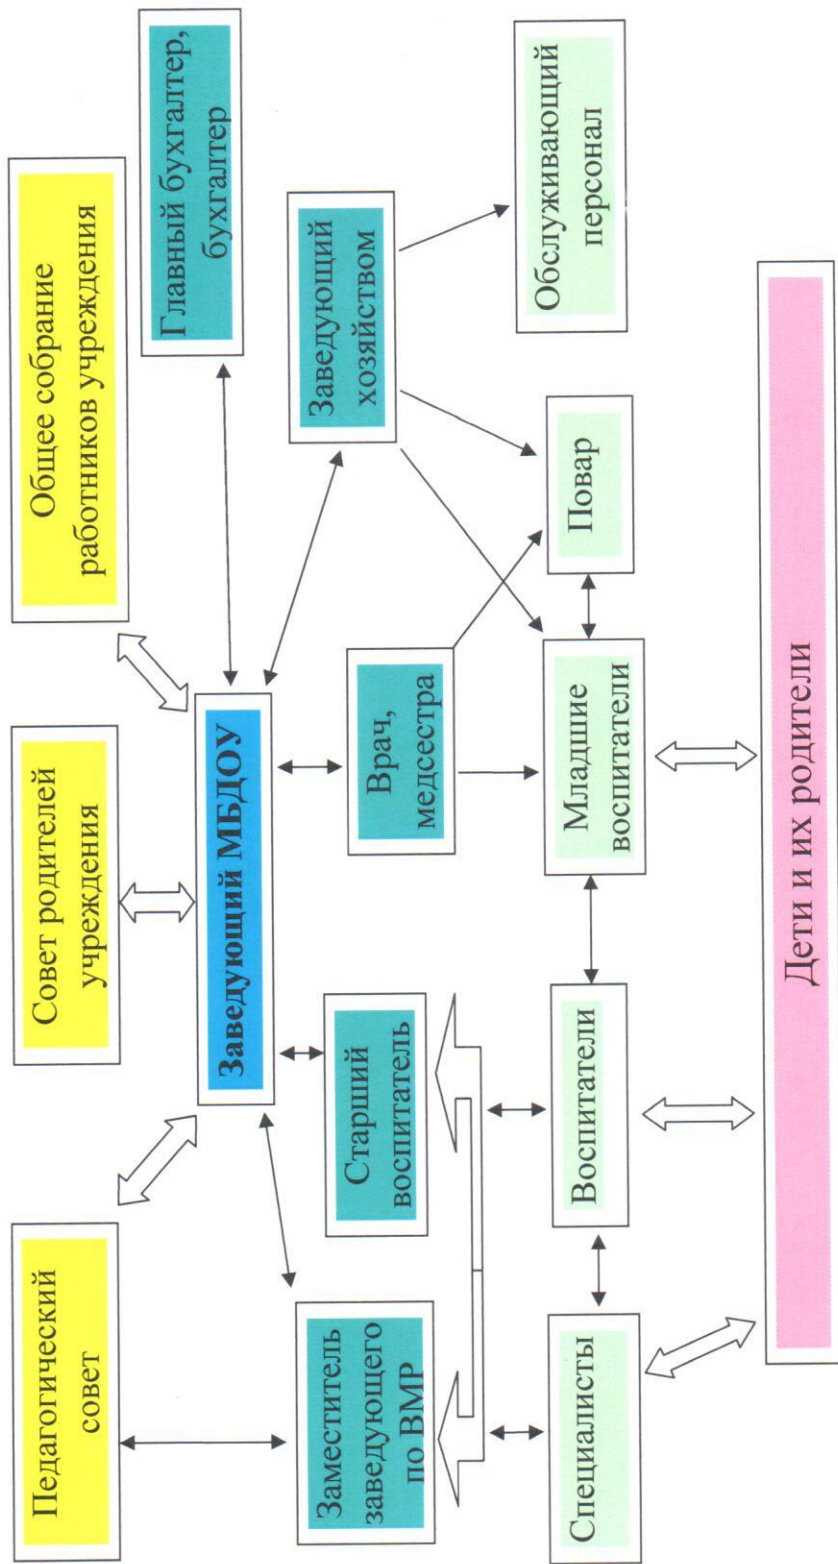 Педагогический
совет
Совет родителей
учреждения
Общее собрание
работников учреждения
Заведующий МБДОУ
Главный бухгалтер,
бухгалтер
Заместитель
заведующего
по ВМР
Старший
воспитатель
Врач,
медсестра
Заведующий
хозяйством
Специалисты
Воспитатели
Младшие
воспитатели
Повар
Обслуживающий
персонал
Дети и их родители